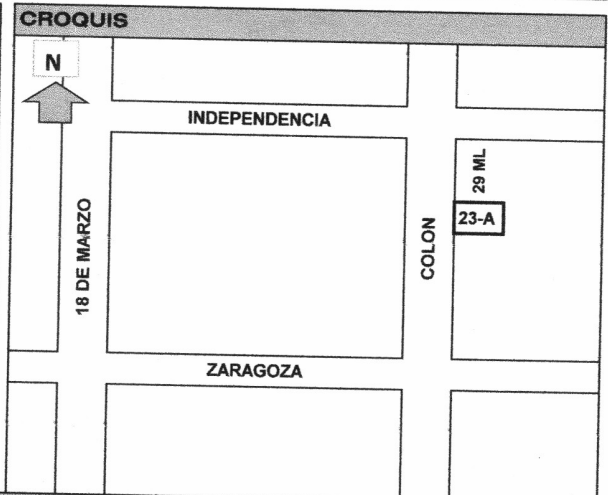 CROQUIS
N
INDEPENDENCIA
29 ML
23-A
18 DE MARZO
COLON
ZARAGOZA